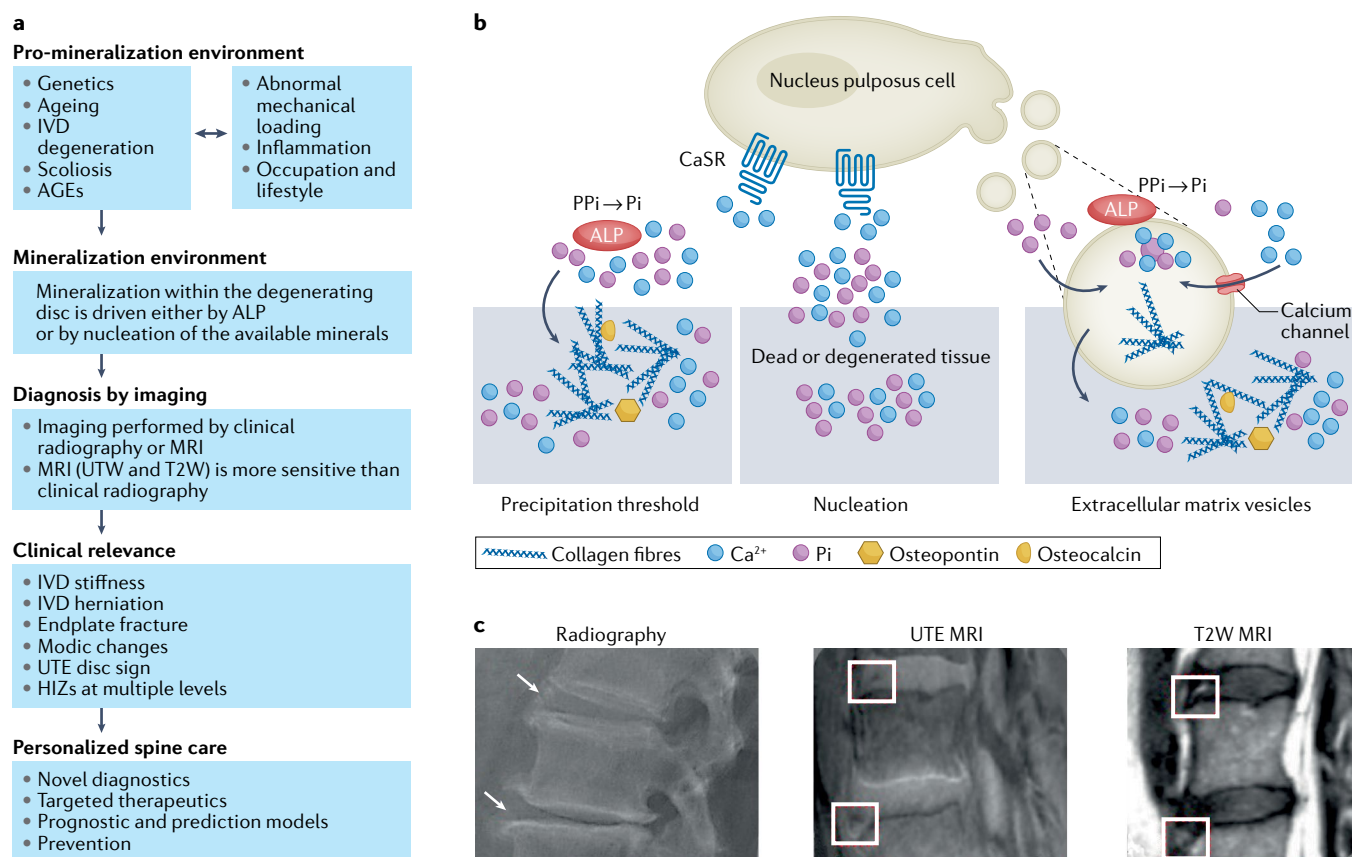 a
Pro-mineralization environment
• Genetics
• Ageing
• IVD
degeneration
• Scoliosis
• AGEs
• Abnormal
mechanical
loading
• Inflammation
• Occupation and
lifestyle
Mineralization environment
Mineralization within the degenerating
disc is driven either by ALP
or by nucleation of the available minerals
Diagnosis by imaging
• Imaging performed by clinical
radiography or MRI
• MRI (UTW and T2W) is more sensitive than
clinical radiography
Clinical relevance
• IVD stiffness
• IVD herniation
• Endplate fracture
• Modic changes
• UTE disc sign
• HIZs at multiple levels
Personalized spine care
• Novel diagnostics
• Targeted therapeutics
• Prognostic and prediction models
• Prevention
b
Nucleus pulposus cell
CaSR
PPi→Pi
ALP
PPi→Pi
ALP
Calcium
channel
Dead or degenerated tissue
Precipitation threshold
Nucleation
Extracellular matrix vesicles
Collagen fibres
Ca²⁺
Pi
Osteopontin
Osteocalcin
c
Radiography
UTE MRI
T2W MRI